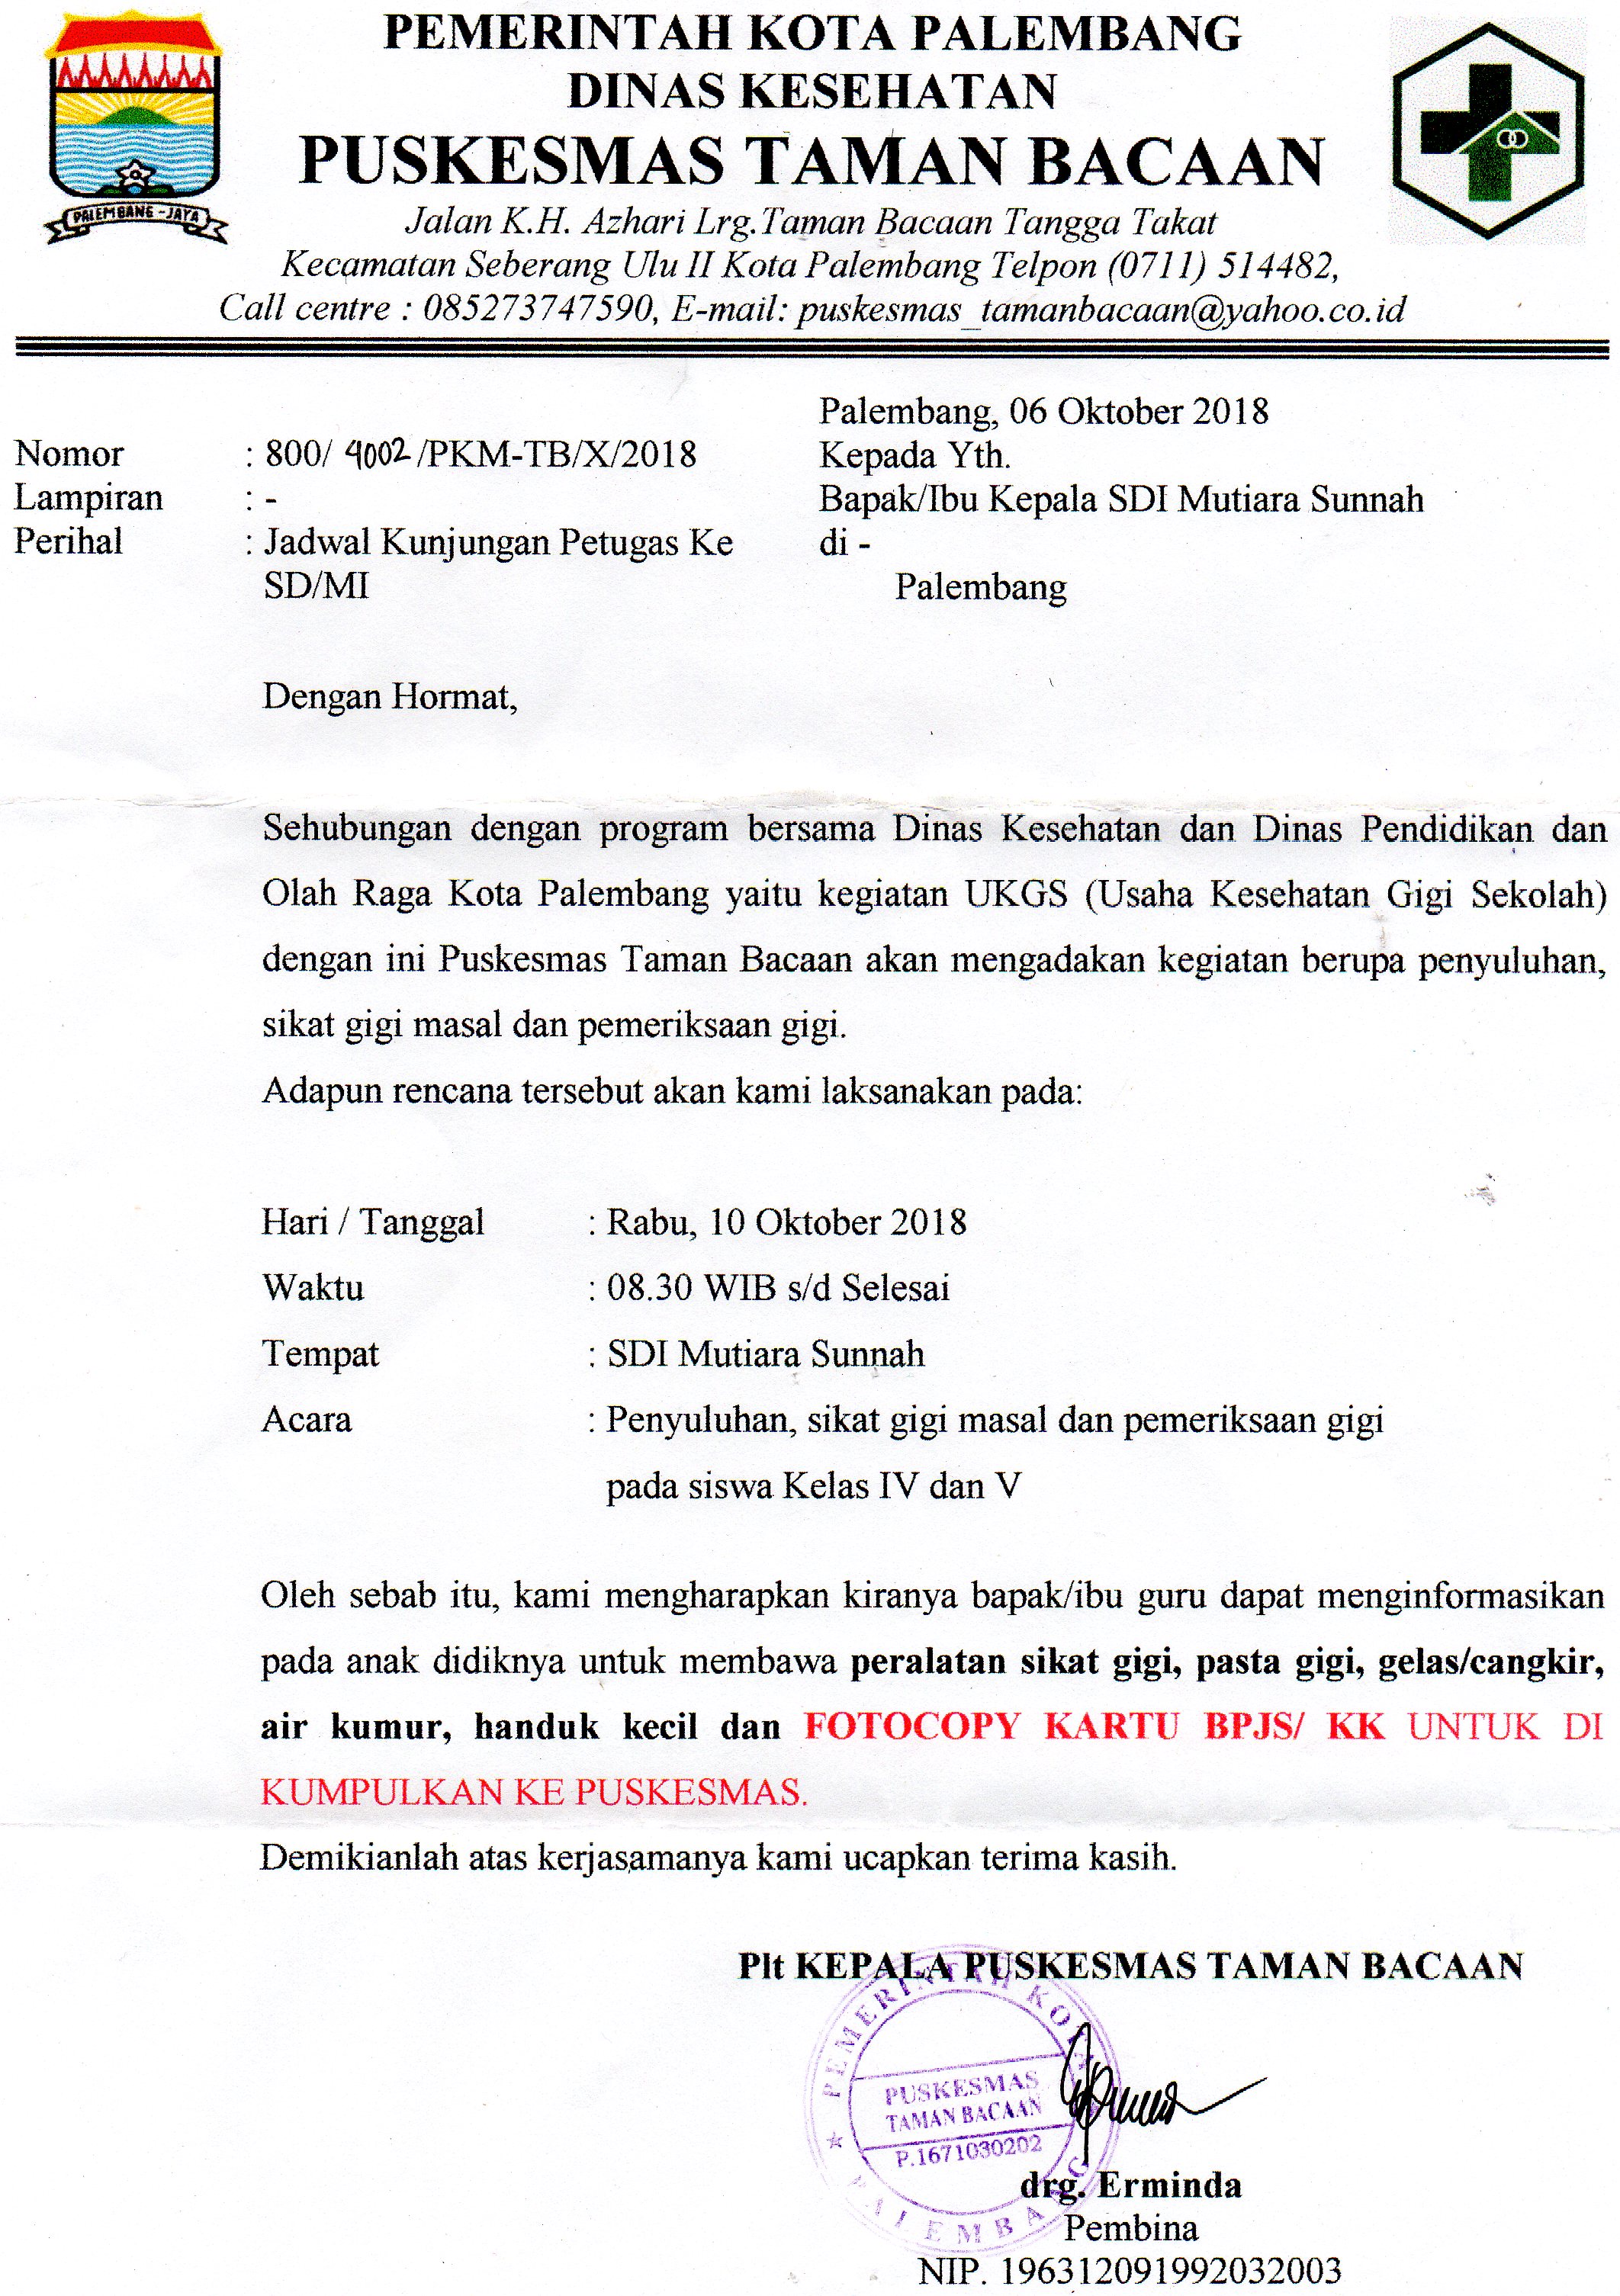 PEMERINTAH KOTA PALEMBANG
DINAS KESEHATAN
PUSKESMAS TAMAN BACAAN
Jalan K.H. Azhari Lrg.Taman Bacaan Tangga Takat
Kecamatan Seberang Ulu II Kota Palembang Telpon (0711) 514482,
Call centre : 085273747590, E-mail: puskesmas_tamanbacaan@yahoo.co.id
PALEMBANG - JAYA
Palembang, 06 Oktober 2018
Nomor : 800/ 4002 /PKM-TB/X/2018
Kepada Yth.
Lampiran : -
Bapak/Ibu Kepala SDI Mutiara Sunnah
Perihal : Jadwal Kunjungan Petugas Ke
di -
SD/MI
Palembang
Dengan Hormat,
Sehubungan dengan program bersama Dinas Kesehatan dan Dinas Pendidikan dan
Olah Raga Kota Palembang yaitu kegiatan UKGS (Usaha Kesehatan Gigi Sekolah)
dengan ini Puskesmas Taman Bacaan akan mengadakan kegiatan berupa penyuluhan,
sikat gigi masal dan pemeriksaan gigi.
Adapun rencana tersebut akan kami laksanakan pada:
Hari / Tanggal : Rabu, 10 Oktober 2018
Waktu : 08.30 WIB s/d Selesai
Tempat : SDI Mutiara Sunnah
Acara : Penyuluhan, sikat gigi masal dan pemeriksaan gigi
pada siswa Kelas IV dan V
Oleh sebab itu, kami mengharapkan kiranya bapak/ibu guru dapat menginformasikan
pada anak didiknya untuk membawa peralatan sikat gigi, pasta gigi, gelas/cangkir,
air kumur, handuk kecil dan FOTOCOPY KARTU BPJS/ KK UNTUK DI
KUMPULKAN KE PUSKESMAS.
Demikianlah atas kerjasamanya kami ucapkan terima kasih.
Plt KEPALA PUSKESMAS TAMAN BACAAN
PEMERINTAH KOTA
PUSKESMAS
TAMAN BACAAN
P.1671030202
PALEMBANG
drg. Erminda
Pembina
NIP. 196312091992032003